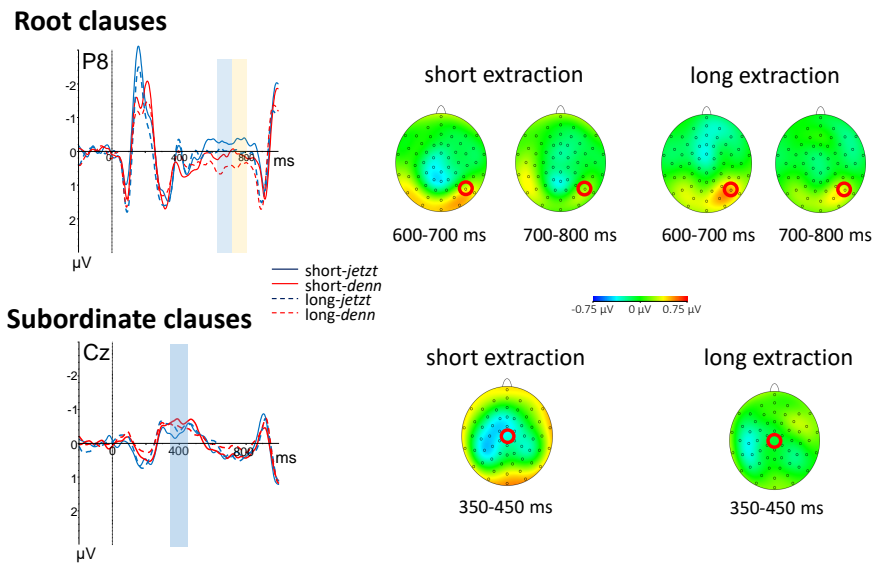 Root clauses
P8
-2
-1
0
1
2
0
400
800
ms
µV
short extraction
long extraction
600-700 ms
700-800 ms
600-700 ms
700-800 ms
short-jetzt
short-denn
long-jetzt
long-denn
-0.75 µV
0 µV
0.75 µV
Subordinate clauses
Cz
-2
-1
0
1
2
0
400
800
ms
µV
short extraction
long extraction
350-450 ms
350-450 ms